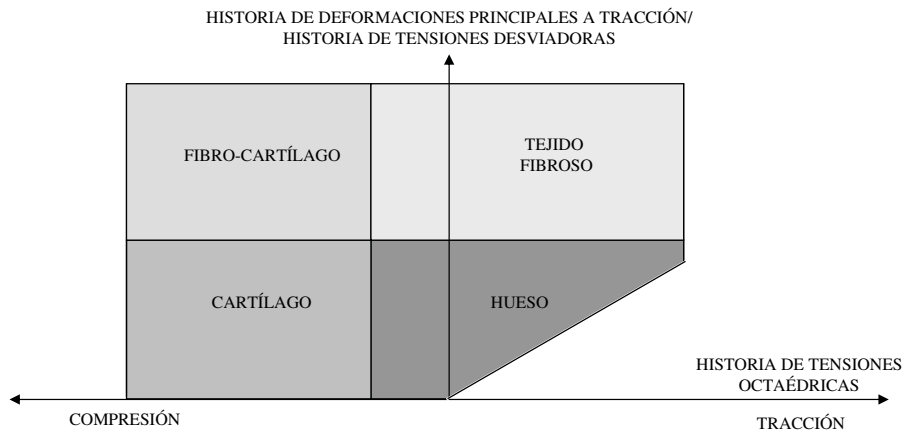 HISTORIA DE DEFORMACIONES PRINCIPALES A TRACCIÓN/
HISTORIA DE TENSIONES DESVIADORAS
FIBRO-CARTÍLAGO
TEJIDO
FIBROSO
CARTÍLAGO
HUESO
HISTORIA DE TENSIONES
OCTAÉDRICAS
COMPRESIÓN
TRACCIÓN